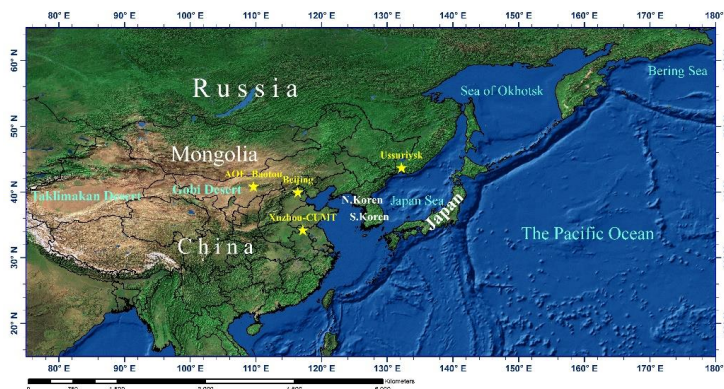 80° E 90° E 100° E 110° E 120° E 130° E 140° E 150° E 160° E 170° E 180°
60° N
50° N
40° N
30° N
20° N
Russia
Bering Sea
Sea of Okhotsk
Mongolia
Ussuriysk
AOE_Baotou
Beijing
Taklimakan Desert
Gobi Desert
N.Koren
Japan Sea
S.Koren
Japan
Xuzhou-CUMT
China
The Pacific Ocean
Kilometers